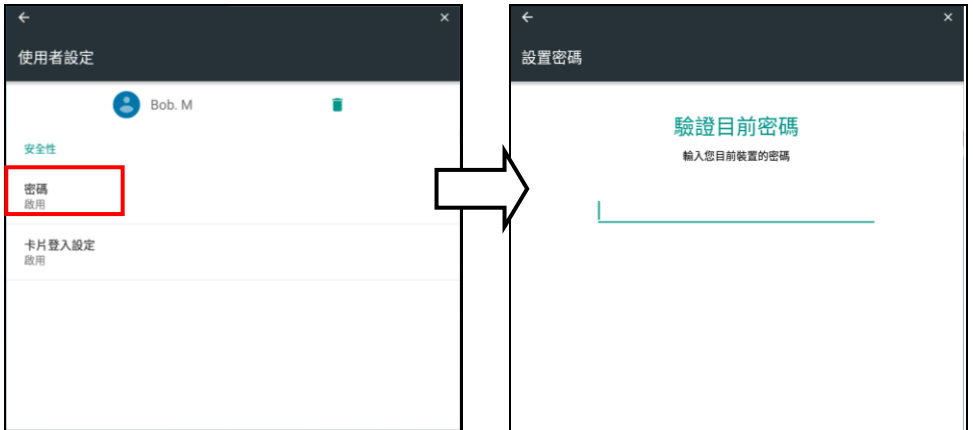 使用者設定
Bob. M
安全性
密碼
啟用
卡片登入設定
啟用
設置密碼
驗證目前密碼
輸入您目前裝置的密碼